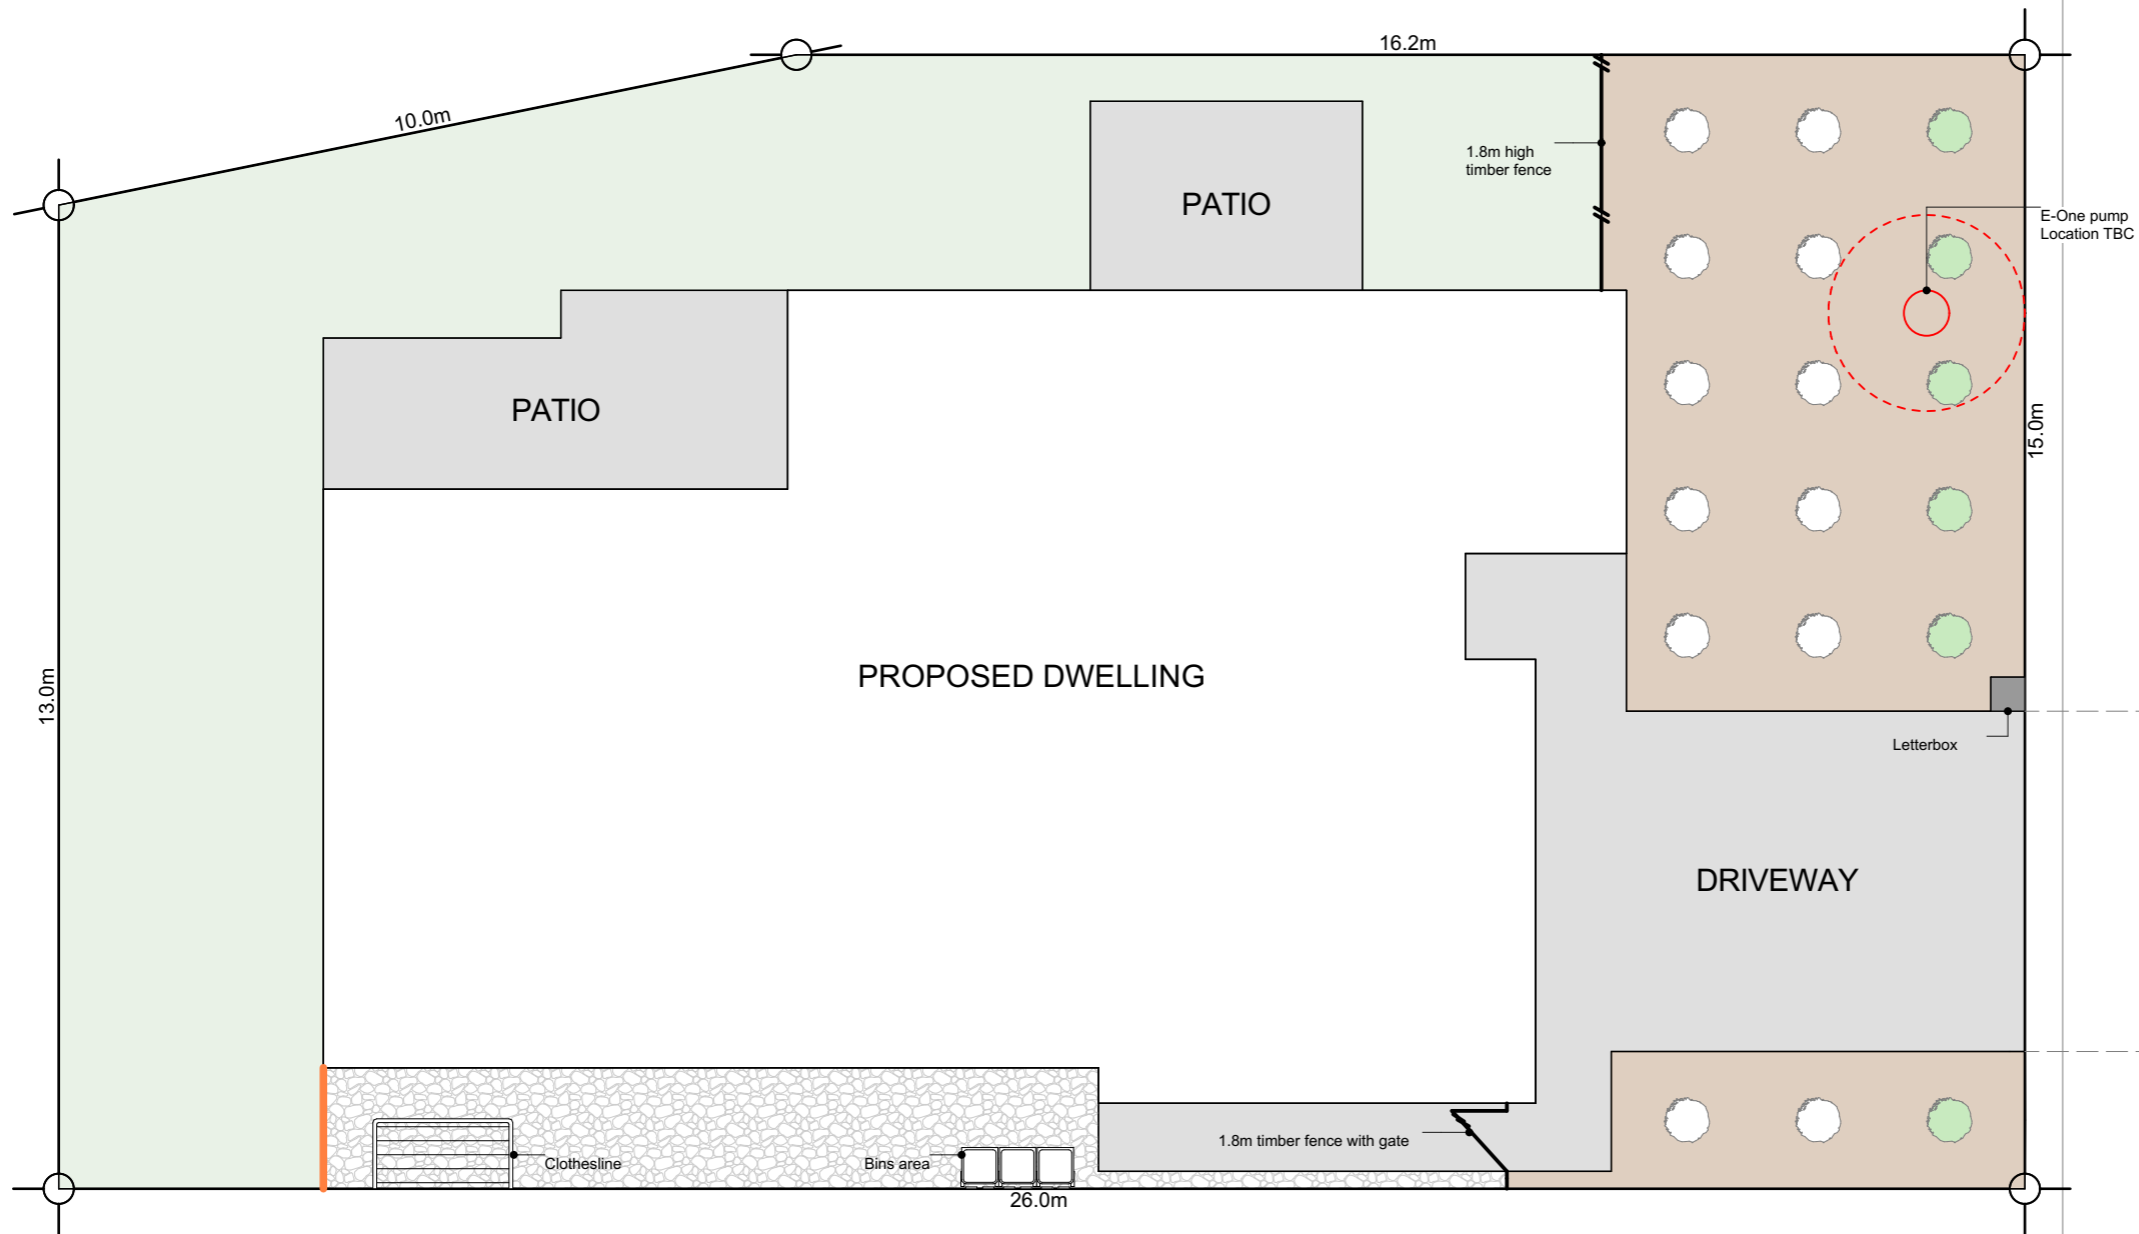 16.2m
10.0m
1.8m high
timber fence
PATIO
E-One pump
Location TBC
PATIO
15.0m
PROPOSED DWELLING
13.0m
Letterbox
DRIVEWAY
1.8m timber fence with gate
Clothesline
Bins area
26.0m